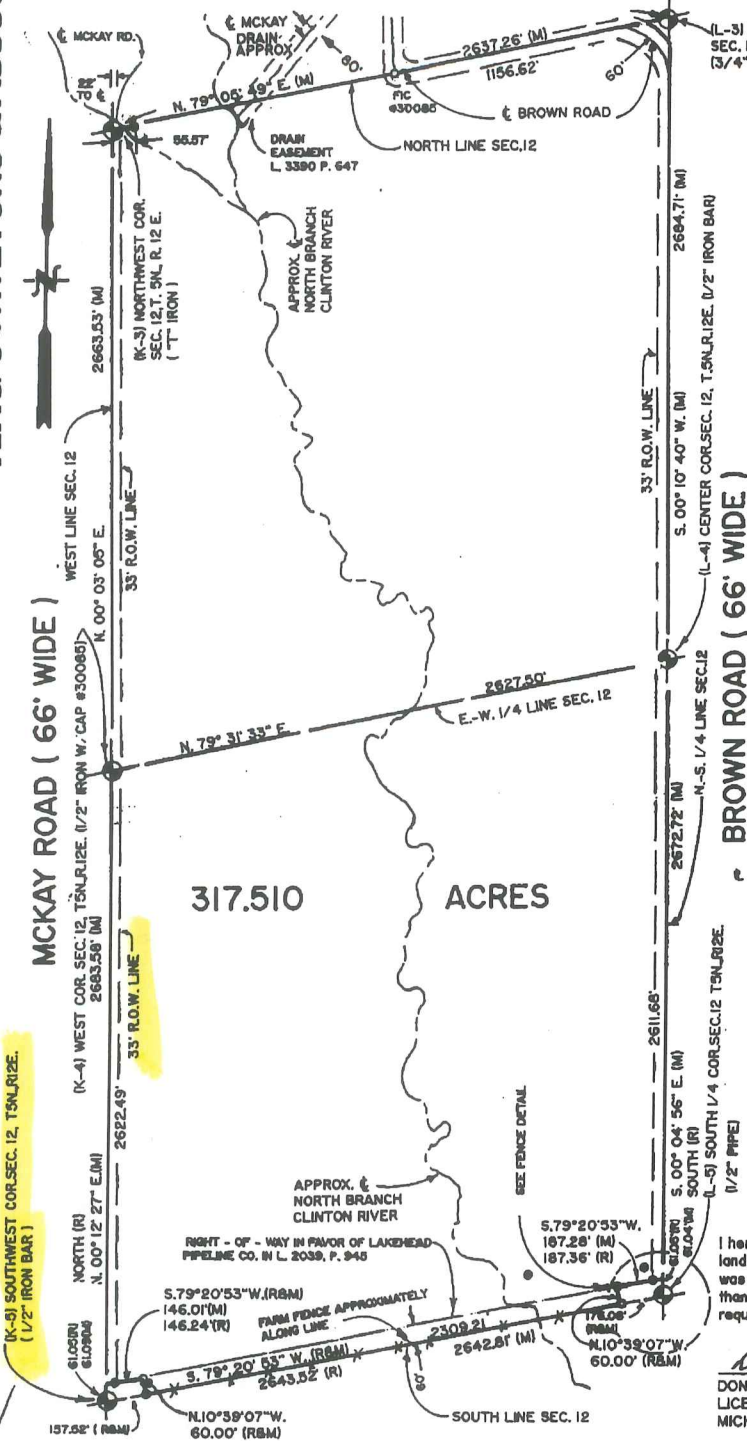 ℄ MCKAY RD.
℄ MCKAY
DRAIN
APPROX
60'
2637.26' (M)
1156.62'
(L-3)
60'
N. 79° 05' 49" E. (M)
FIC
#30085
℄ BROWN ROAD
NORTH LINE SEC.12
DRAIN
EASEMENT
L. 3390 P. 647
55.57'
22'
TO ℄
(K-3) NORTHWEST COR.
SEC. 12, T. 5N., R. 12 E.
( "T" IRON )
APPROX. ℄
NORTH BRANCH
CLINTON RIVER
2663.53' (M)
2684.71' (M)
WEST LINE SEC. 12
N. 00° 03' 05" E.
33' R.O.W. LINE
33' R.O.W. LINE
S. 00° 10' 40" W. (M)
(L-4) CENTER COR.SEC. 12, T.5N.,R.12E. (1/2" IRON BAR)
MCKAY ROAD ( 66' WIDE )
(K-4) WEST COR. SEC. 12, T5N.,R.12E. (1/2" IRON W/ CAP #30085)
2683.58' (M)
N. 79° 31' 33" E.
2627.50'
E.-W. 1/4 LINE SEC. 12
N.-S. 1/4 LINE SEC.12
2672.72' (M)
BROWN ROAD ( 66' WIDE )
317.510 ACRES
33' R.O.W. LINE
2622.49'
2611.68'
(K-5) SOUTHWEST COR.SEC. 12, T5N.,R12E.
( 1/2" IRON BAR )
NORTH (R)
N. 00° 12' 27" E.(M)
61.05'(R)
61.09'(M)
APPROX. ℄
NORTH BRANCH
CLINTON RIVER
SEE FENCE DETAIL
S. 00° 04' 56" E. (M)
SOUTH (R)
(L-5) SOUTH 1/4 COR.SEC.12 T5N.,R12E.
(1/2" PIPE)
61.05'(R)
61.04'(M)
RIGHT - OF - WAY IN FAVOR OF LAKEHEAD
PIPELINE CO. IN L. 2039, P. 945
S.79°20'53"W.
187.28' (M)
187.36' (R)
S.79°20'53"W.(R&M)
146.01'(M)
146.24'(R)
FARM FENCE APPROXIMATELY
ALONG LINE
2309.21
2642.81' (M)
S. 79° 20' 53" W. (R&M)
2643.52' (R)
60'
(R&M)
N.10°39'07"W.
60.00' (R&M)
N.10°39'07"W.
60.00' (R&M)
157.52' ( R&M)
SOUTH LINE SEC. 12
I her
land
was
than
requ
DON
LICE
MICH